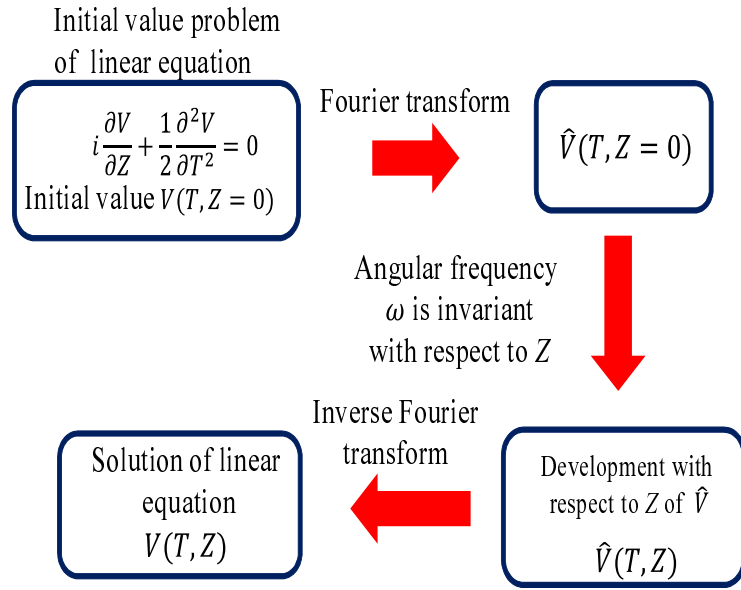 Initial value problem
of linear equation
i ∂V/∂Z + 1/2 ∂²V/∂T² = 0
Initial value V(T, Z = 0)
Fourier transform
V̂(T, Z = 0)
Angular frequency
ω is invariant
with respect to Z
Inverse Fourier
transform
Solution of linear
equation
V(T, Z)
Development with
respect to Z of V̂
V̂(T, Z)